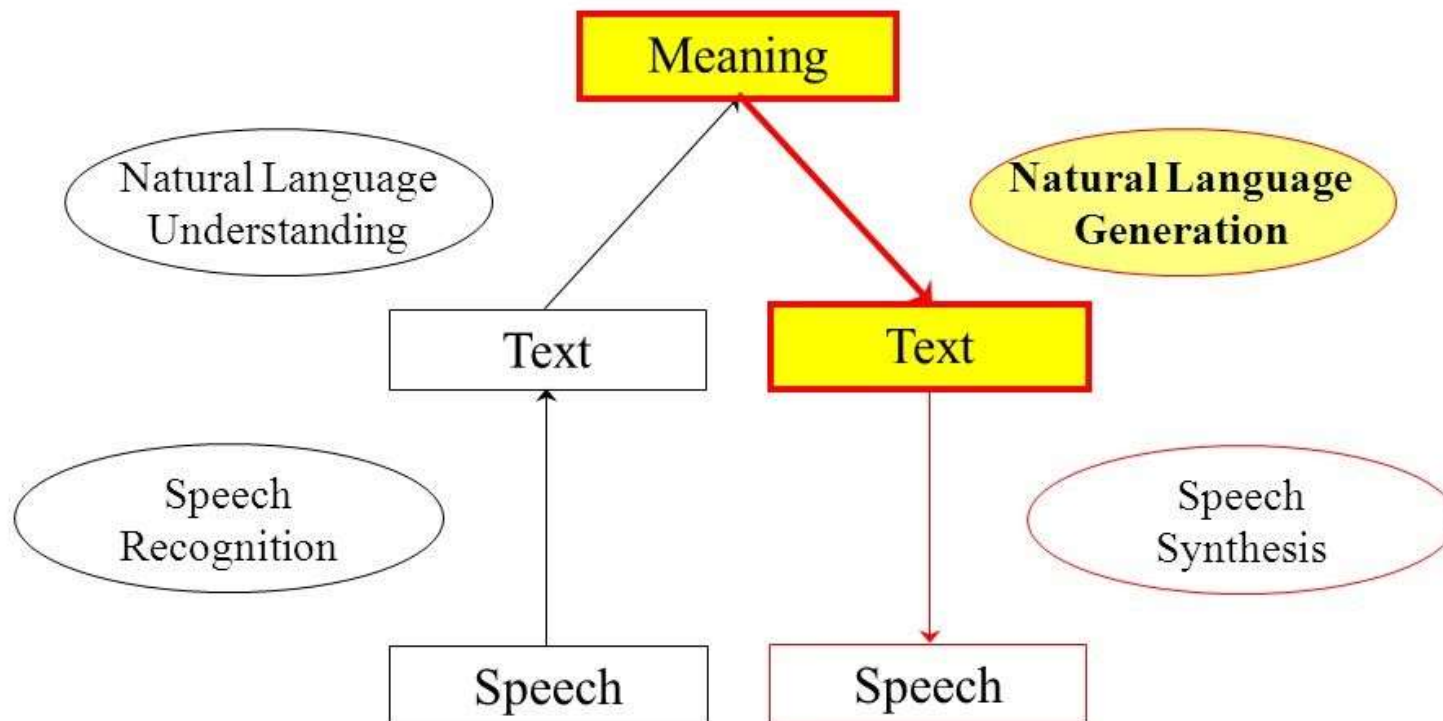 Meaning
Natural Language
Understanding
Natural Language
Generation
Text
Text
Speech
Recognition
Speech
Synthesis
Speech
Speech